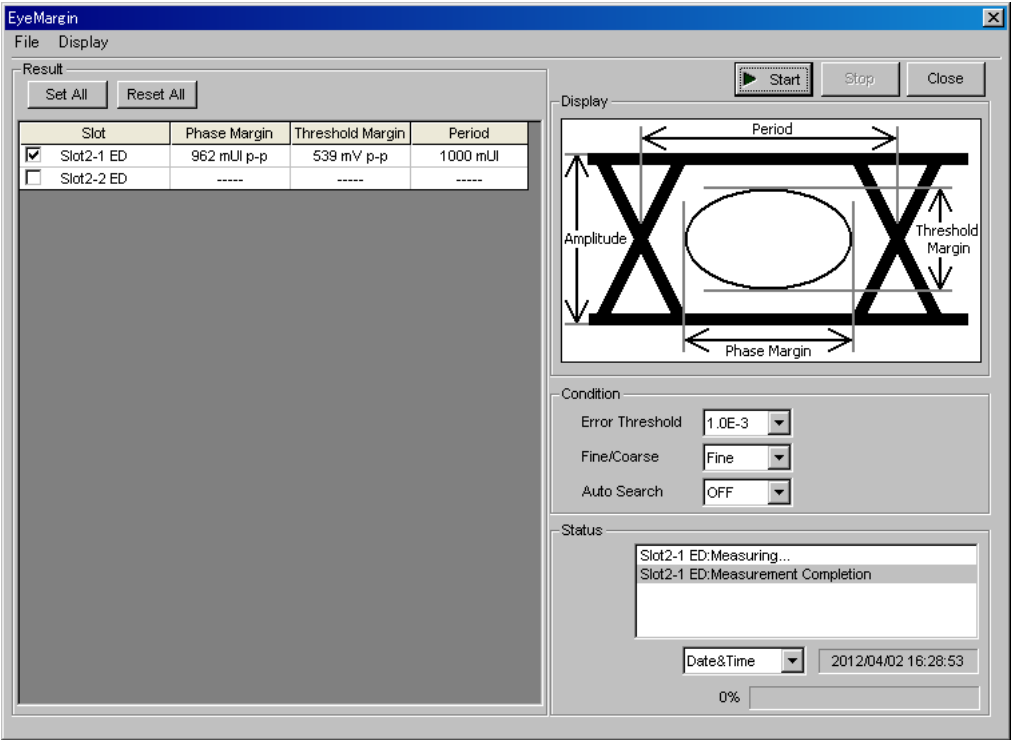 EyeMargin
File Display
Result
Set All Reset All
Slot Phase Margin Threshold Margin Period
Slot2-1 ED 962 mUI p-p 539 mV p-p 1000 mUI
Slot2-2 ED ----- ----- -----
Start Stop Close
Display
Period
Amplitude
Threshold
Margin
Phase Margin
Condition
Error Threshold 1.0E-3
Fine/Coarse Fine
Auto Search OFF
Status
Slot2-1 ED:Measuring...
Slot2-1 ED:Measurement Completion
Date&Time 2012/04/02 16:28:53
0%